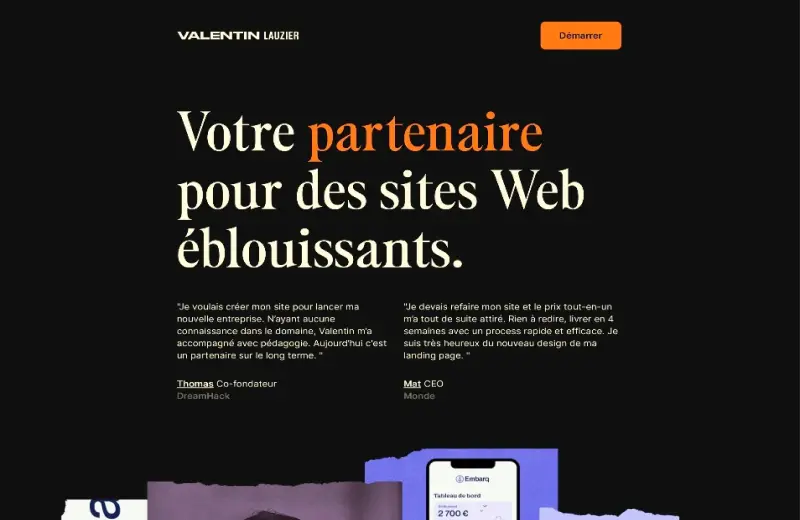 VALENTIN LAUZIER
Démarrer
Votre partenaire
pour des sites Web
éblouissants.
"Je voulais créer mon site pour lancer ma
nouvelle entreprise. N'ayant aucune
connaissance dans le domaine, Valentin m'a
accompagné avec pédagogie. Aujourd'hui c'est
un partenaire sur le long terme. "
Thomas Co-fondateur
DreamHack
"Je devais refaire mon site et le prix tout-en-un
m'a tout de suite attiré. Rien à redire, livrer en 4
semaines avec un process rapide et efficace. Je
suis très heureux du nouveau design de ma
landing page. "
Mat CEO
Monde
Embarq
Tableau de bord
2 700 €